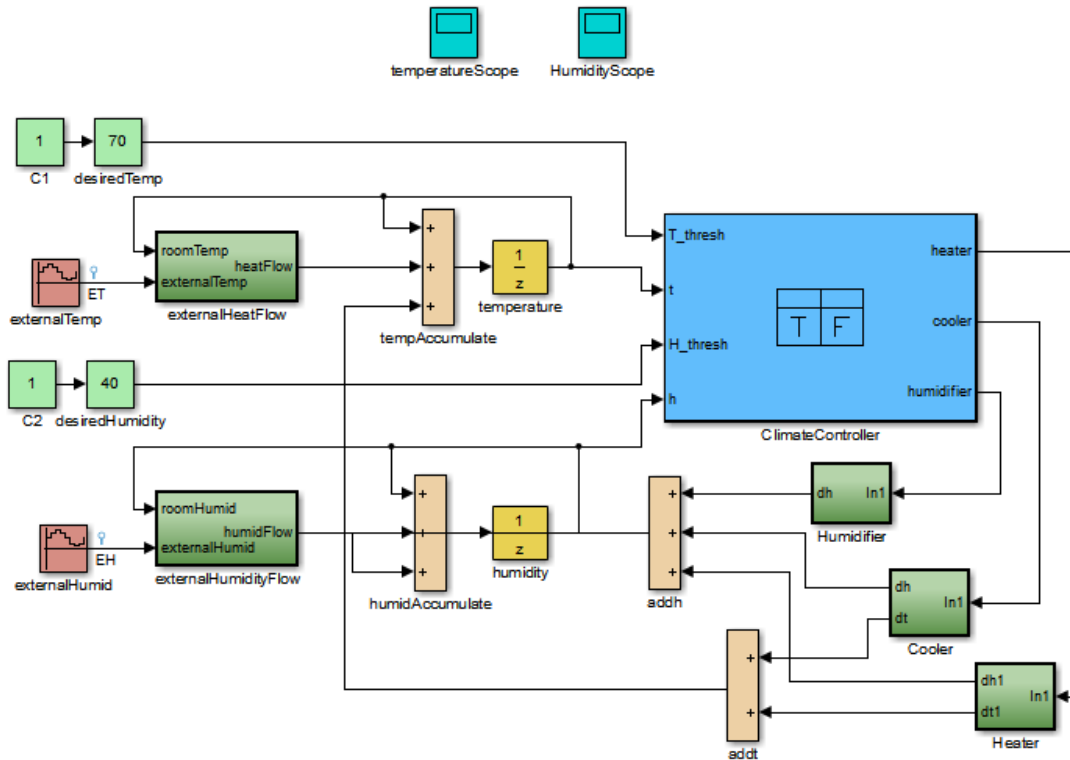 temperatureScope
HumidityScope
1
C1
70
desiredTemp
roomTemp
heatFlow
externalTemp
externalHeatFlow
ET
externalTemp
+
+
+
tempAccumulate
1
z
temperature
T_thresh
t
H_thresh
h
T F
heater
cooler
humidifier
ClimateController
1
C2
40
desiredHumidity
roomHumid
humidFlow
externalHumid
externalHumidityFlow
EH
externalHumid
+
+
+
humidAccumulate
1
z
humidity
+
+
+
addh
dh In1
Humidifier
dh
dt
In1
Cooler
+
+
addt
dh1
dt1
In1
Heater